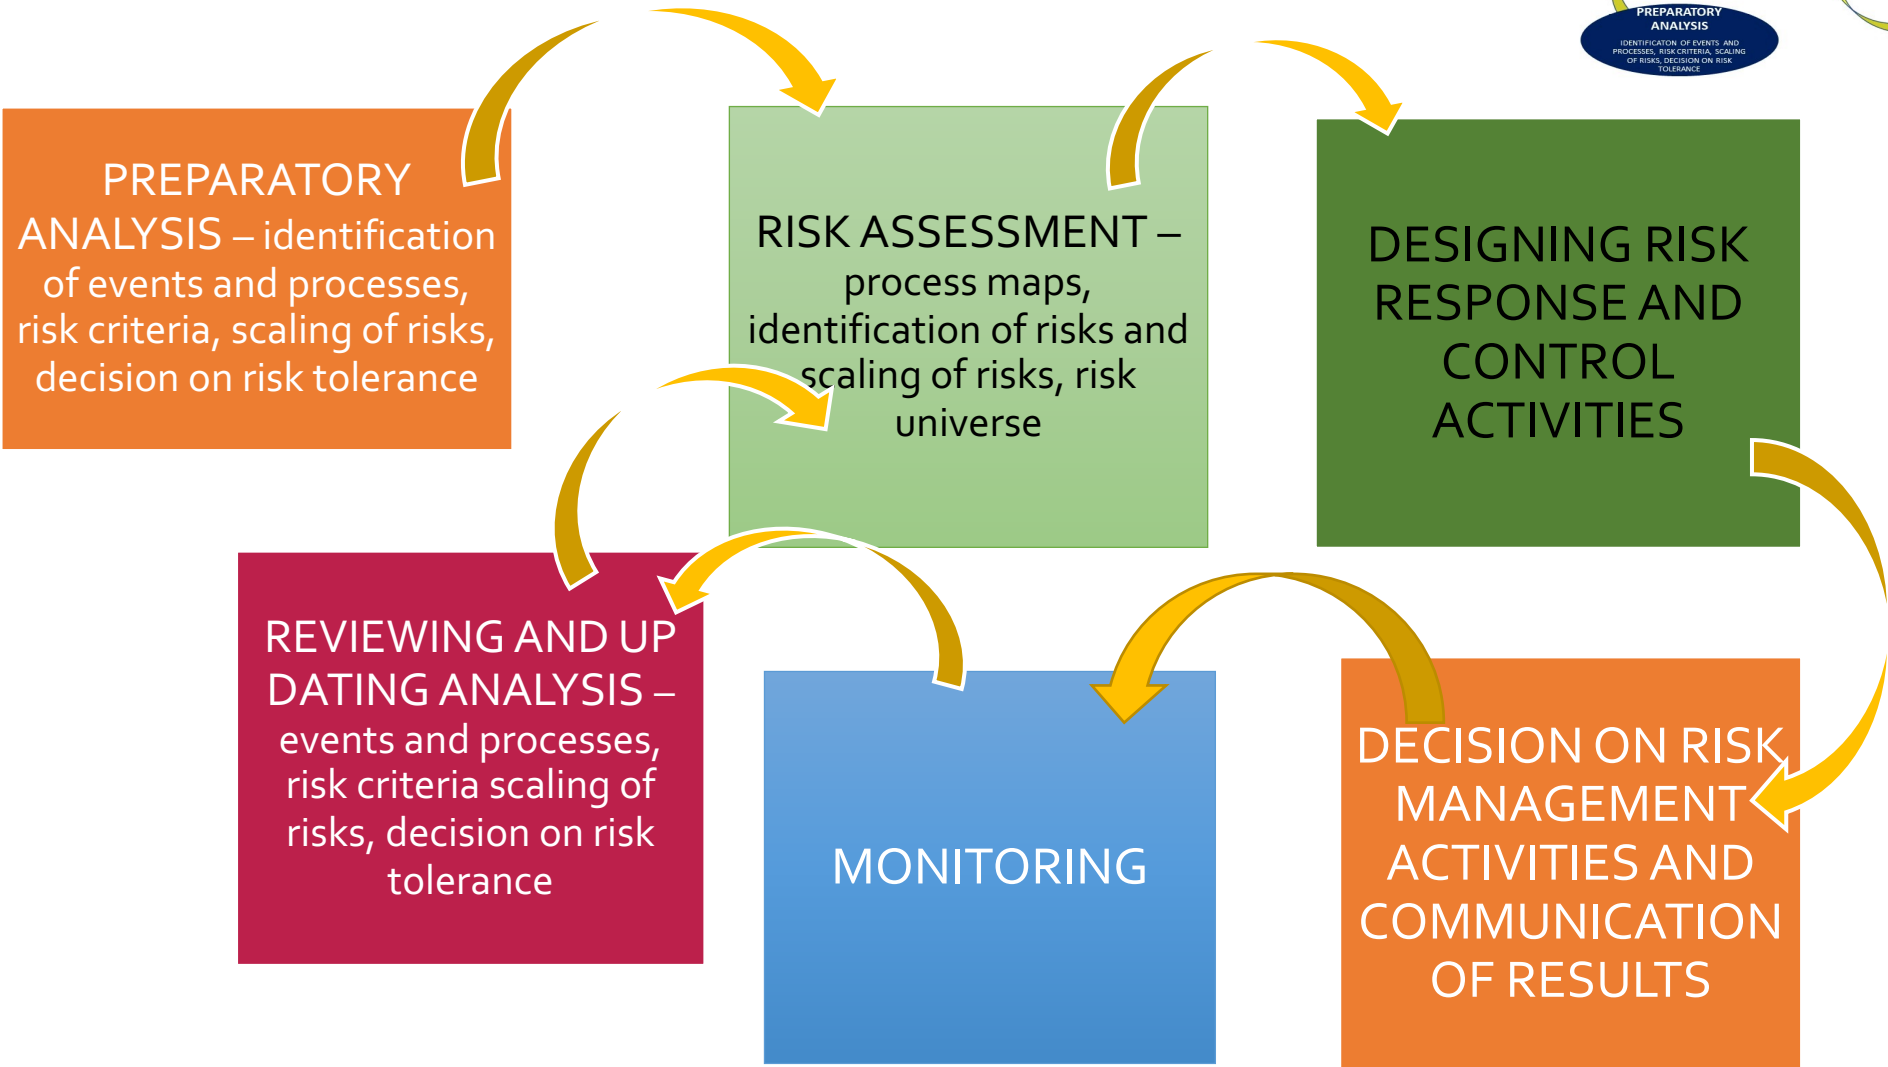 PREPARATORY
ANALYSIS
IDENTIFICATON OF EVENTS AND
PROCESSES, RISK CRITERIA, SCALING
OF RISKS, DECISION ON RISK
TOLERANCE
PREPARATORY
ANALYSIS – identification
of events and processes,
risk criteria, scaling of risks,
decision on risk tolerance
RISK ASSESSMENT –
process maps,
identification of risks and
scaling of risks, risk
universe
DESIGNING RISK
RESPONSE AND
CONTROL
ACTIVITIES
REVIEWING AND UP
DATING ANALYSIS –
events and processes,
risk criteria scaling of
risks, decision on risk
tolerance
MONITORING
DECISION ON RISK
MANAGEMENT
ACTIVITIES AND
COMMUNICATION
OF RESULTS